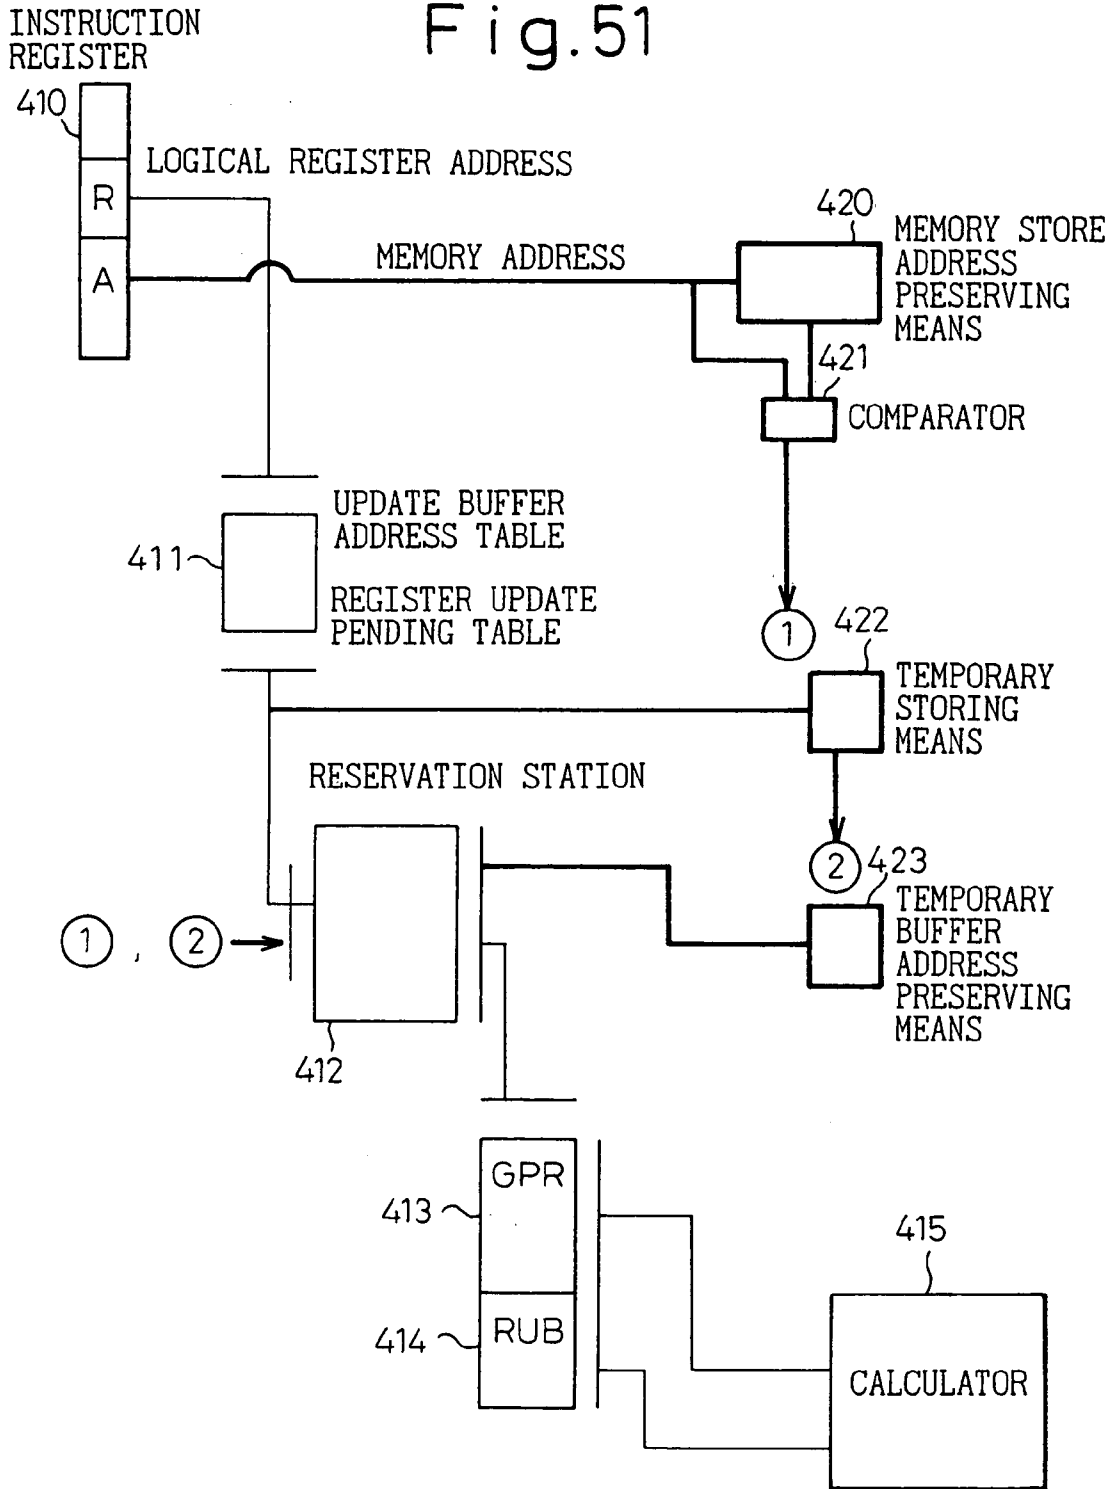 Fig.51
INSTRUCTION
REGISTER
410
LOGICAL REGISTER ADDRESS
R
420
MEMORY STORE
ADDRESS
PRESERVING
MEANS
MEMORY ADDRESS
A
421
COMPARATOR
UPDATE BUFFER
ADDRESS TABLE
411
REGISTER UPDATE
PENDING TABLE
1
422
TEMPORARY
STORING
MEANS
RESERVATION STATION
2
423
TEMPORARY
BUFFER
ADDRESS
PRESERVING
MEANS
1 , 2
412
GPR
413
415
RUB
414
CALCULATOR